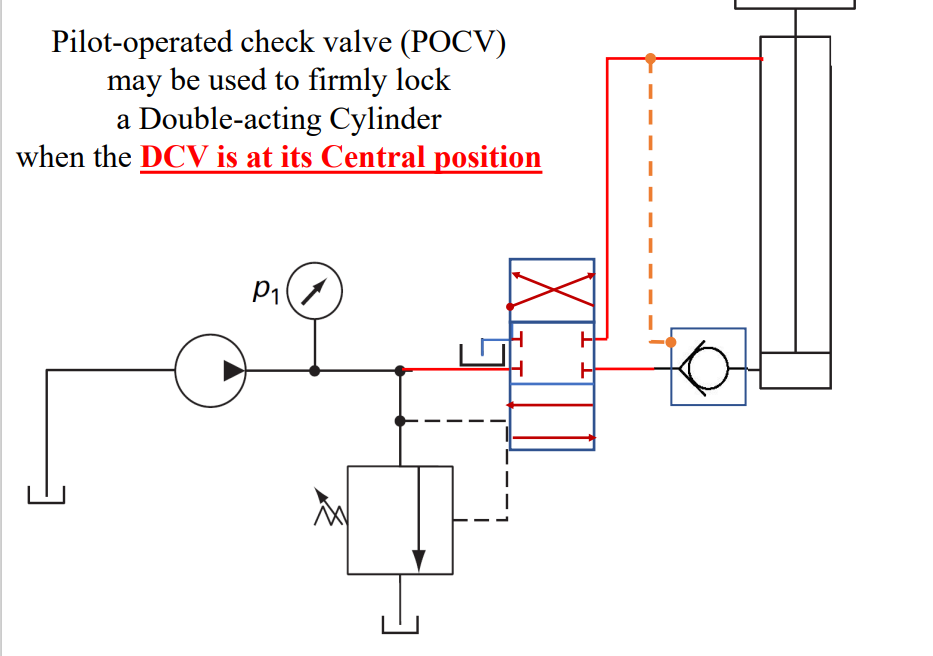 Pilot-operated check valve (POCV)
may be used to firmly lock
a Double-acting Cylinder
when the DCV is at its Central position
p₁